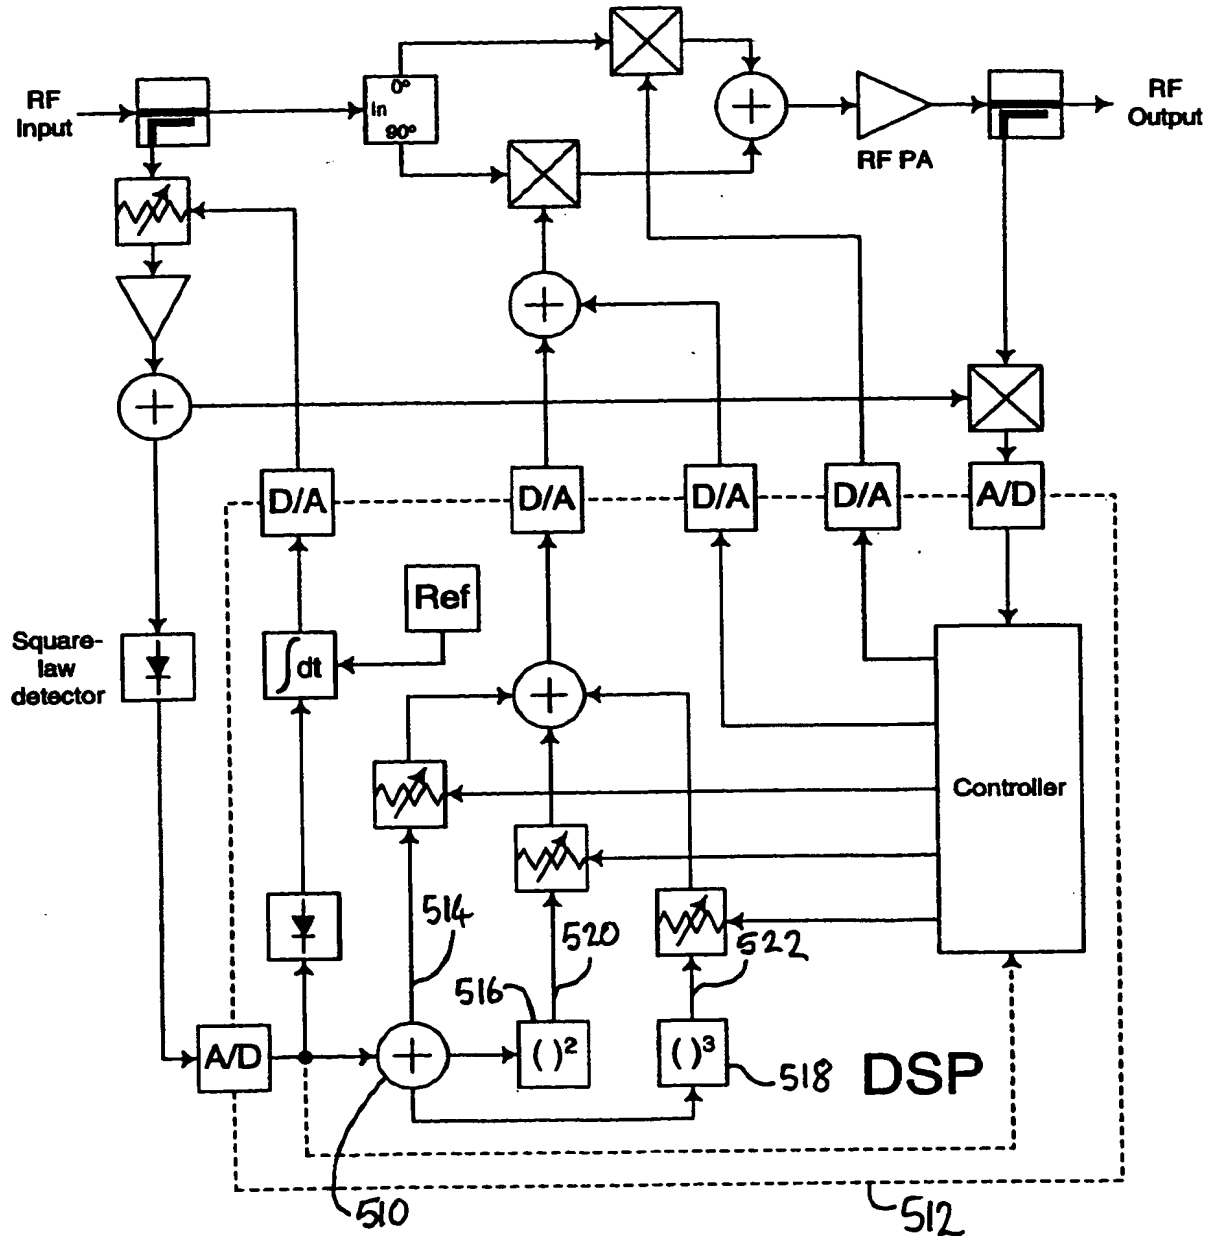 RF
Input
0°
In
90°
RF PA
RF
Output
D/A
D/A
D/A
D/A
A/D
Ref
Square-
law
detector
∫dt
Controller
514
520
522
516
A/D
( )²
( )³
518
DSP
510
512